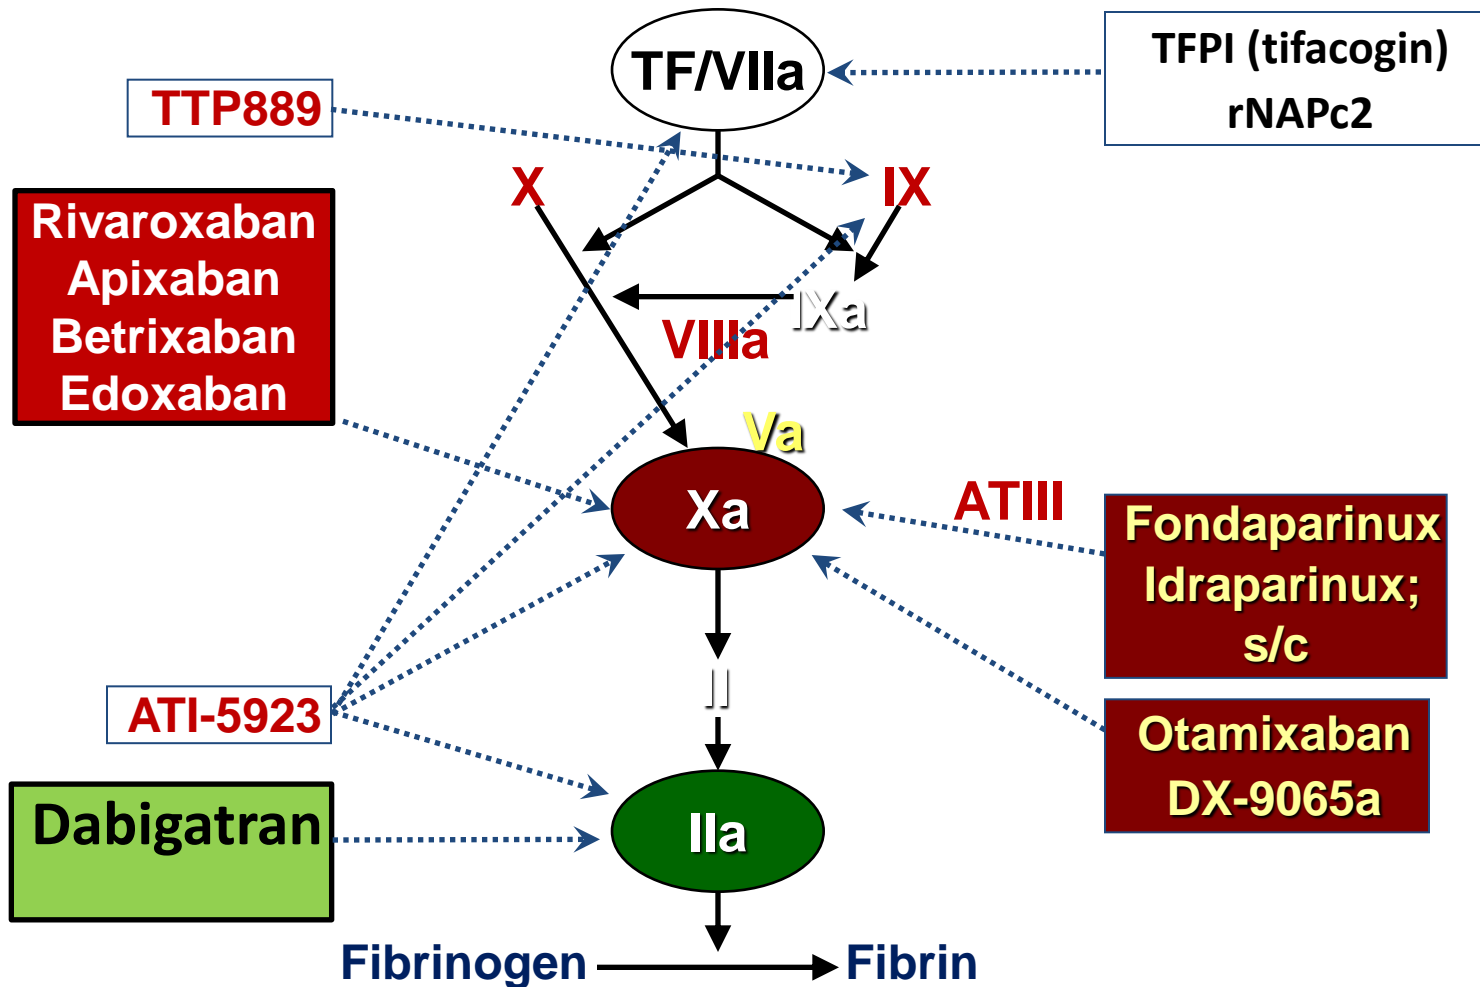 TF/VIIa
TFPI (tifacogin)
rNAPc2
TTP889
X
IX
Rivaroxaban
Apixaban
Betrixaban
Edoxaban
IXa
VIIIa
Va
Xa
ATIII
Fondaparinux
Idraparinux;
s/c
II
ATI-5923
Otamixaban
DX-9065a
Dabigatran
IIa
Fibrinogen
Fibrin